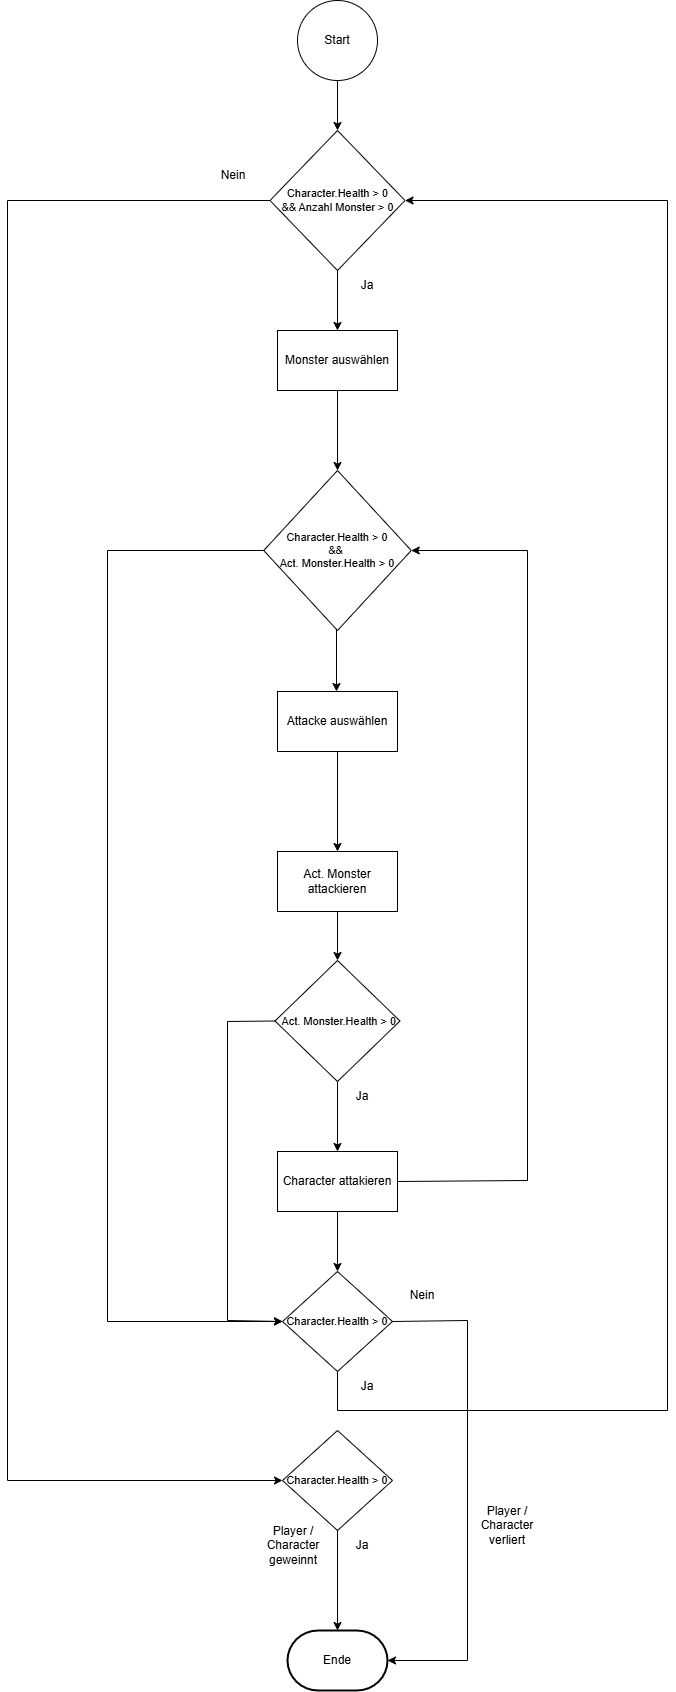 Start
Nein
Character.Health > 0
&& Anzahl Monster > 0
Ja
Monster auswählen
Character.Health > 0
&&
Act. Monster.Health > 0
Attacke auswählen
Act. Monster
attackieren
Act. Monster.Health > 0
Ja
Character attakieren
Nein
Character.Health > 0
Ja
Character.Health > 0
Player /
Character
verliert
Player /
Character
geweinnt
Ja
Ende